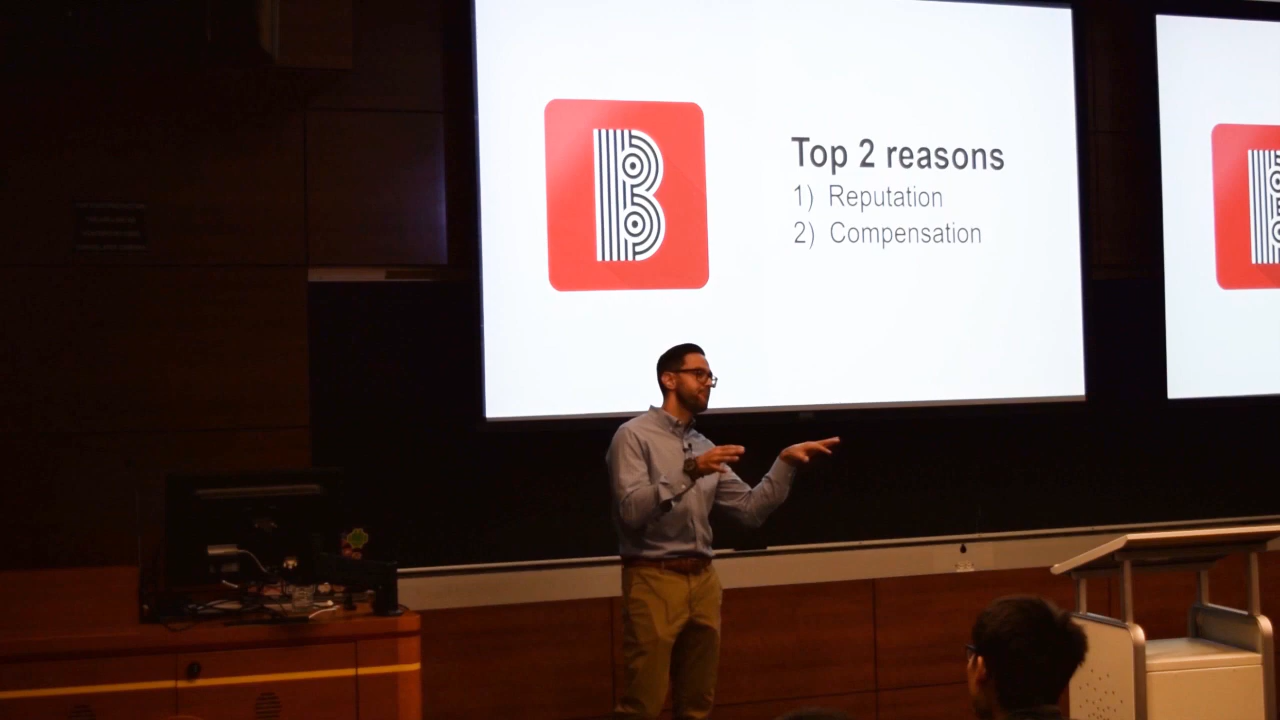 B
Top 2 reasons
1) Reputation
2) Compensation